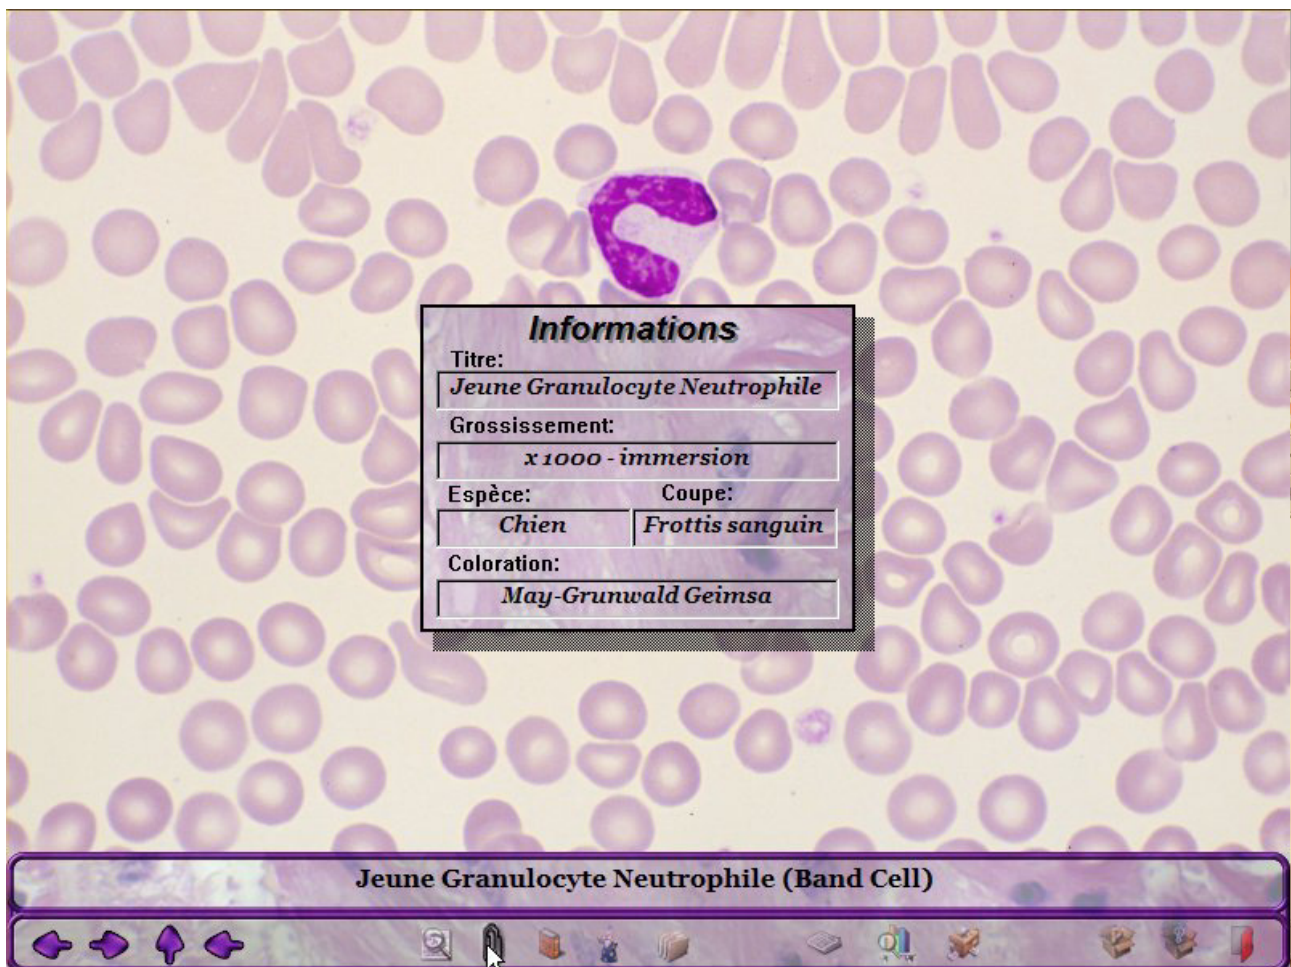 Informations
Titre:
Jeune Granulocyte Neutrophile
Grossissement:
x 1000 - immersion
Espèce: Coupe:
Chien Frottis sanguin
Coloration:
May-Grunwald Geimsa
Jeune Granulocyte Neutrophile (Band Cell)